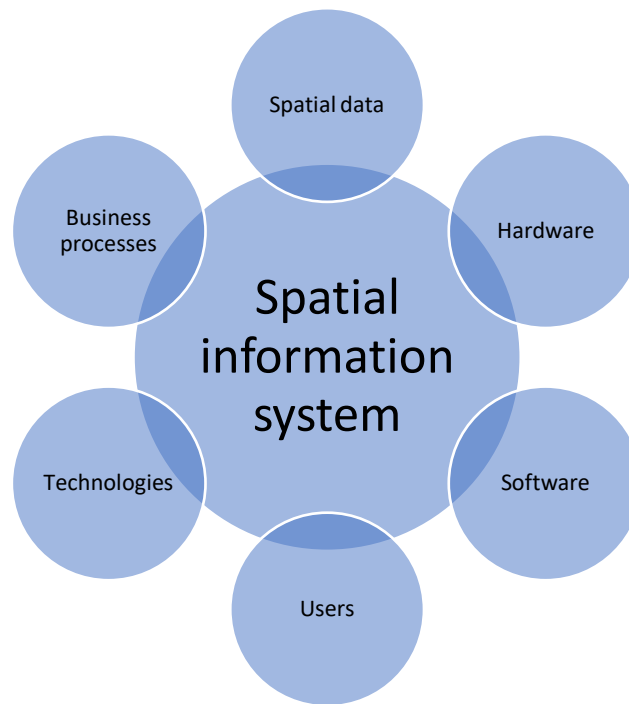 Spatial data
Business
processes
Hardware
Spatial
information
system
Technologies
Software
Users